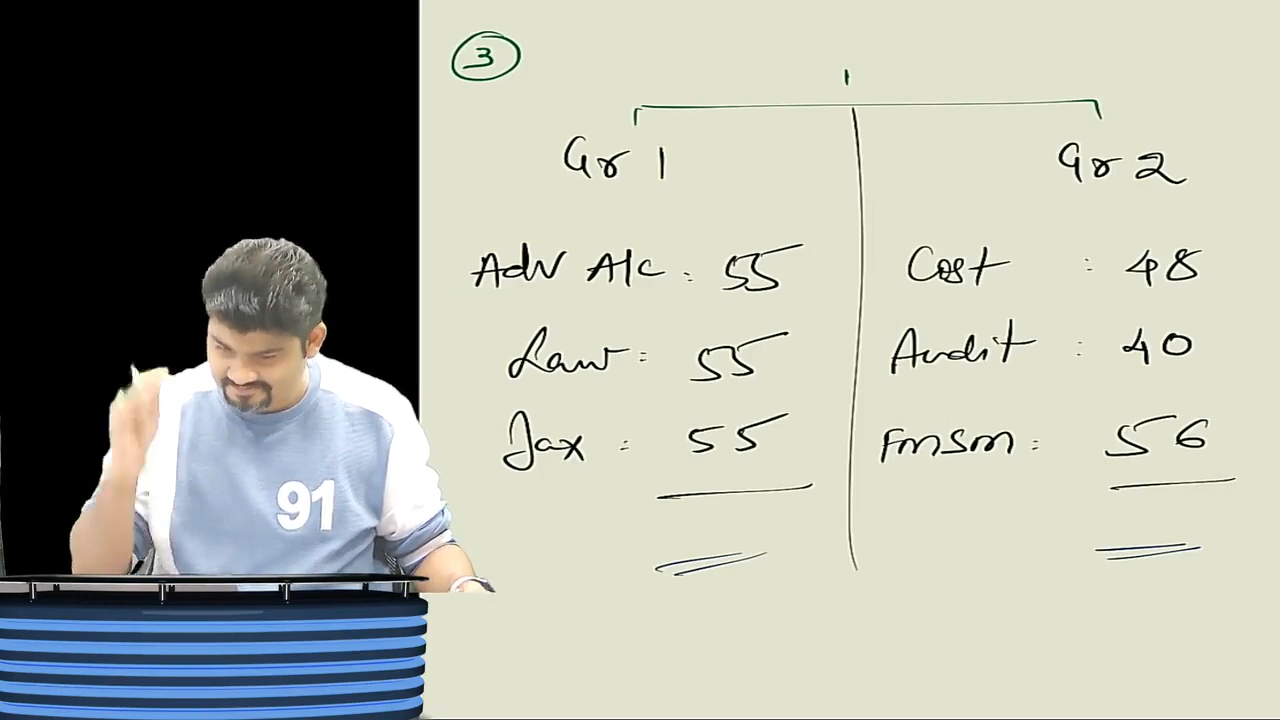 3
Gr 1
Adv A/c : 55
Law : 55
Tax : 55
Gr 2
Cost : 48
Audit : 40
FMSM : 56
91